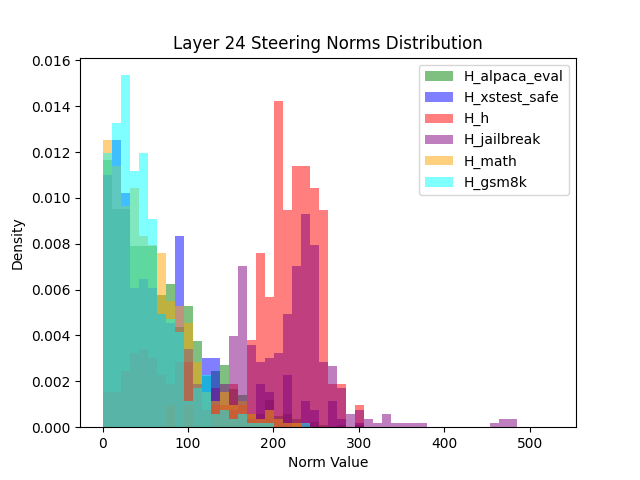 Layer 24 Steering Norms Distribution
0.016
0.014
0.012
0.010
0.008
0.006
0.004
0.002
0.000
Density
H_alpaca_eval
H_xstest_safe
H_h
H_jailbreak
H_math
H_gsm8k
0 100 200 300 400 500
Norm Value